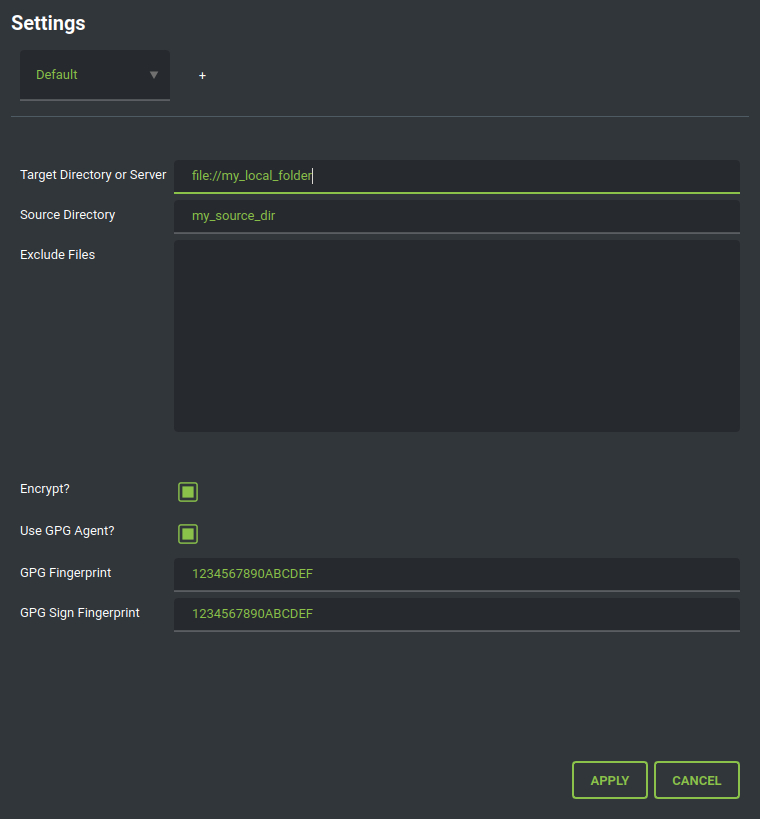 Settings
Default
+
Target Directory or Server file://my_local_folder
Source Directory my_source_dir
Exclude Files
Encrypt?
Use GPG Agent?
GPG Fingerprint 1234567890ABCDEF
GPG Sign Fingerprint 1234567890ABCDEF
APPLY CANCEL